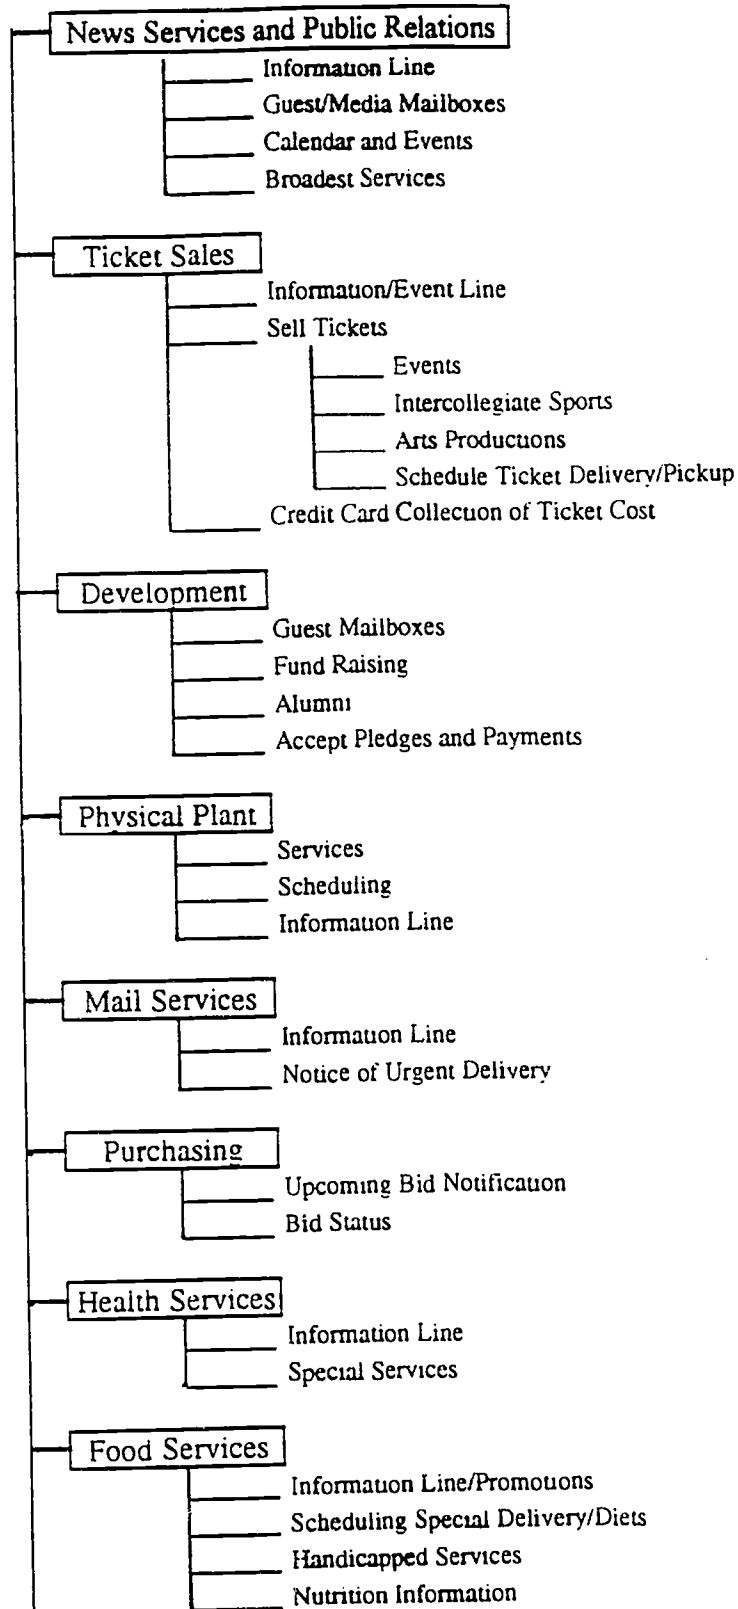 News Services and Public Relations
Information Line
Guest/Media Mailboxes
Calendar and Events
Broadest Services
Ticket Sales
Information/Event Line
Sell Tickets
Events
Intercollegiate Sports
Arts Productions
Schedule Ticket Delivery/Pickup
Credit Card Collection of Ticket Cost
Development
Guest Mailboxes
Fund Raising
Alumni
Accept Pledges and Payments
Physical Plant
Services
Scheduling
Information Line
Mail Services
Information Line
Notice of Urgent Delivery
Purchasing
Upcoming Bid Notification
Bid Status
Health Services
Information Line
Special Services
Food Services
Information Line/Promotions
Scheduling Special Delivery/Diets
Handicapped Services
Nutrition Information